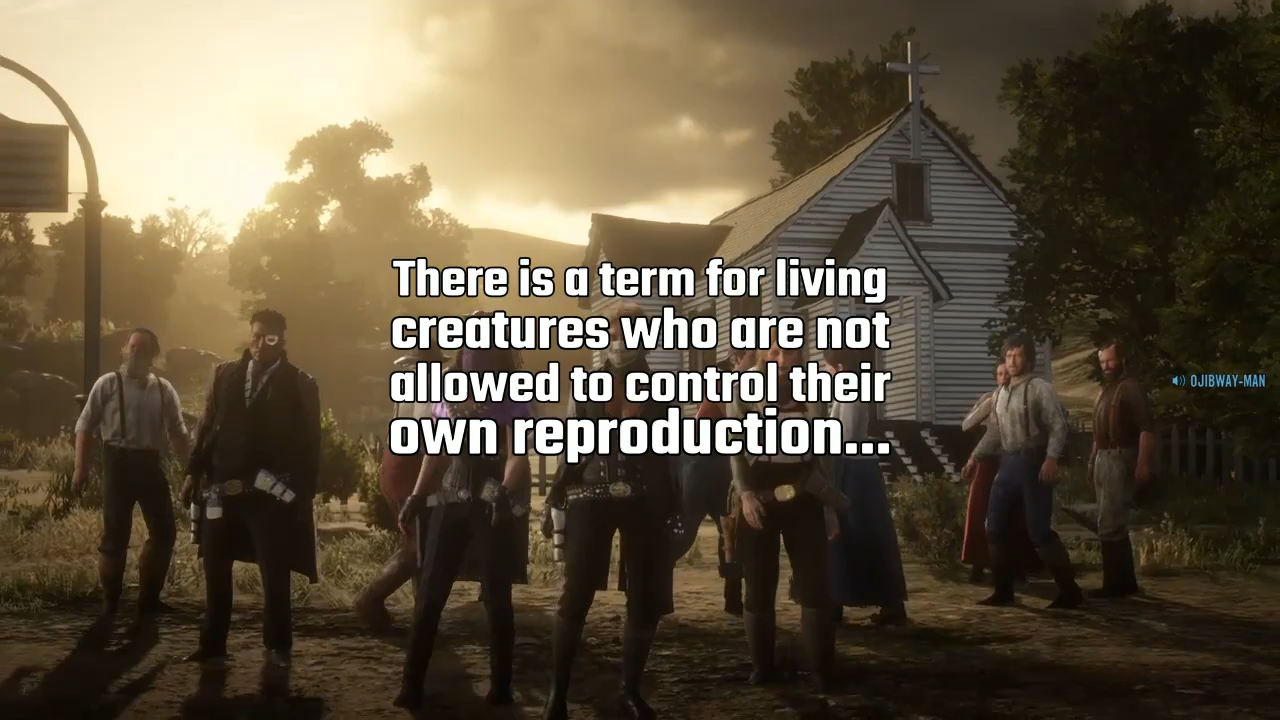 There is a term for living
creatures who are not
allowed to control their
own reproduction...
OJIBWAY-MAN